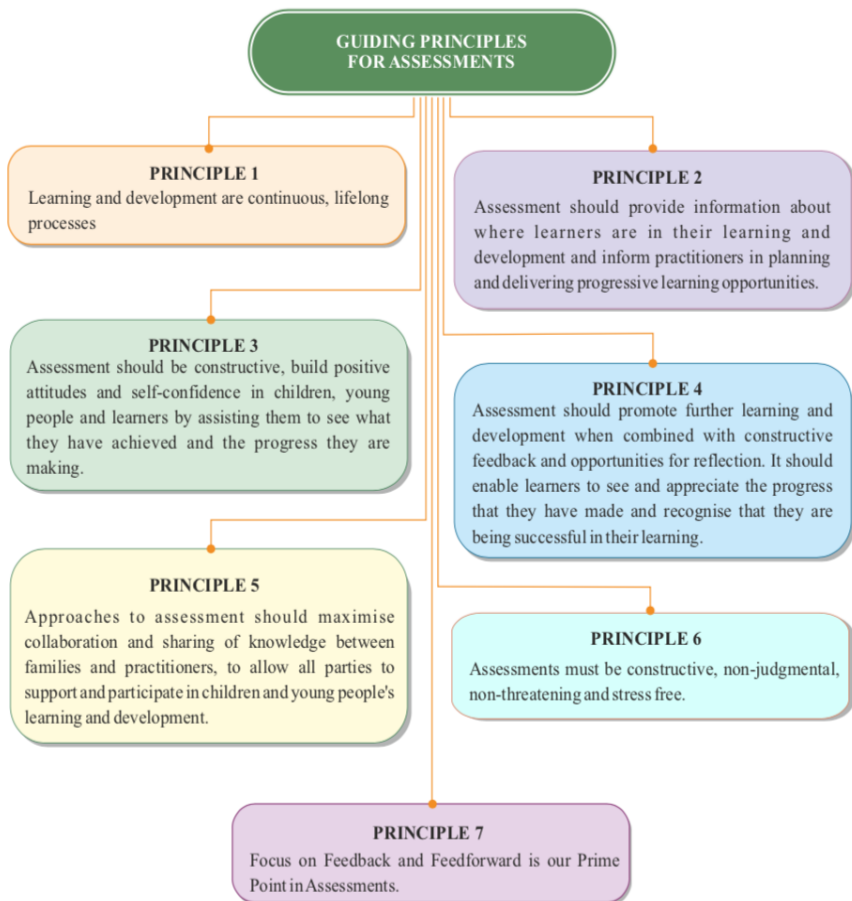 GUIDING PRINCIPLES
FOR ASSESSMENTS
PRINCIPLE 1
Learning and development are continuous, lifelong
processes
PRINCIPLE 2
Assessment should provide information about
where learners are in their learning and
development and inform practitioners in planning
and delivering progressive learning opportunities.
PRINCIPLE 3
Assessment should be constructive, build positive
attitudes and self-confidence in children, young
people and learners by assisting them to see what
they have achieved and the progress they are
making.
PRINCIPLE 4
Assessment should promote further learning and
development when combined with constructive
feedback and opportunities for reflection. It should
enable learners to see and appreciate the progress
that they have made and recognise that they are
being successful in their learning.
PRINCIPLE 5
Approaches to assessment should maximise
collaboration and sharing of knowledge between
families and practitioners, to allow all parties to
support and participate in children and young people's
learning and development.
PRINCIPLE 6
Assessments must be constructive, non-judgmental,
non-threatening and stress free.
PRINCIPLE 7
Focus on Feedback and Feedforward is our Prime
Point in Assessments.